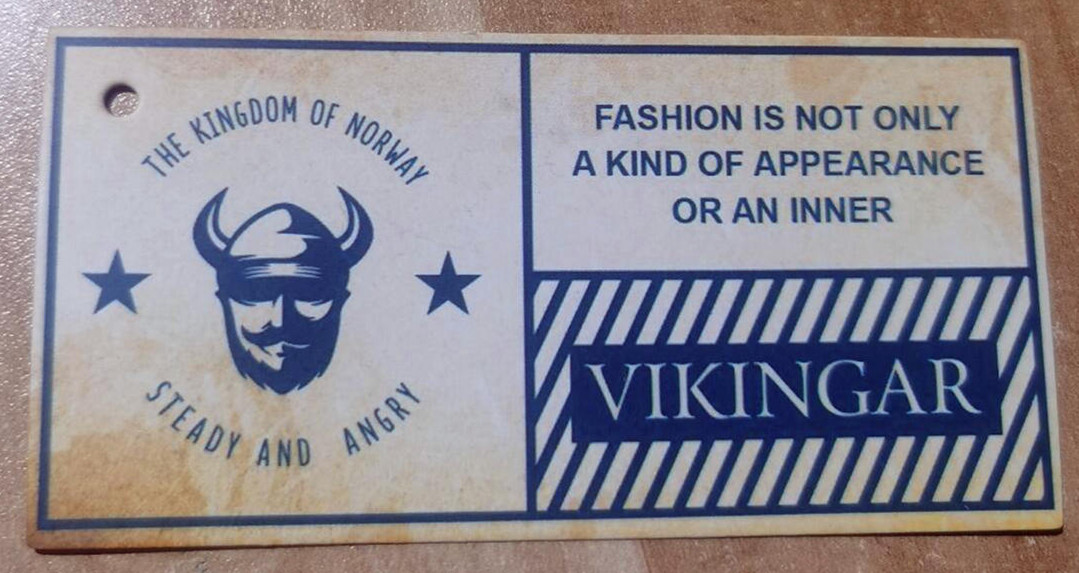 THE KINGDOM OF NORWAY
STEADY AND ANGRY
FASHION IS NOT ONLY
A KIND OF APPEARANCE
OR AN INNER
VIKINGAR